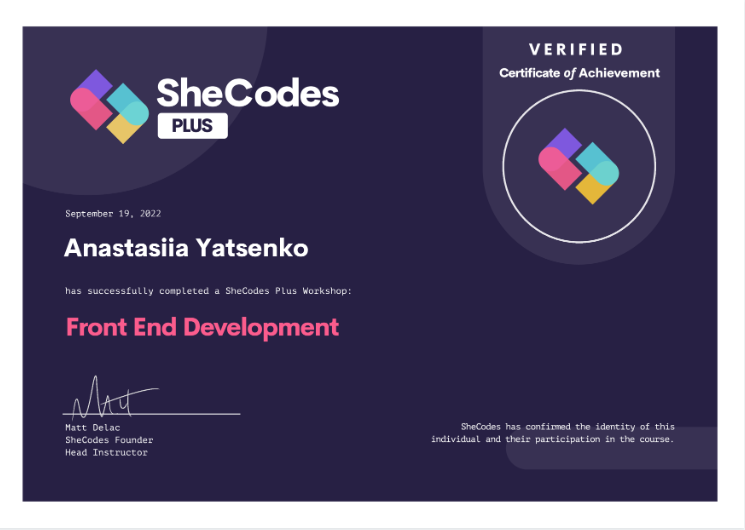 SheCodes
PLUS
VERIFIED
Certificate of Achievement
September 19, 2022
Anastasiia Yatsenko
has successfully completed a SheCodes Plus Workshop:
Front End Development
Matt Delac
SheCodes Founder
Head Instructor
SheCodes has confirmed the identity of this
individual and their participation in the course.